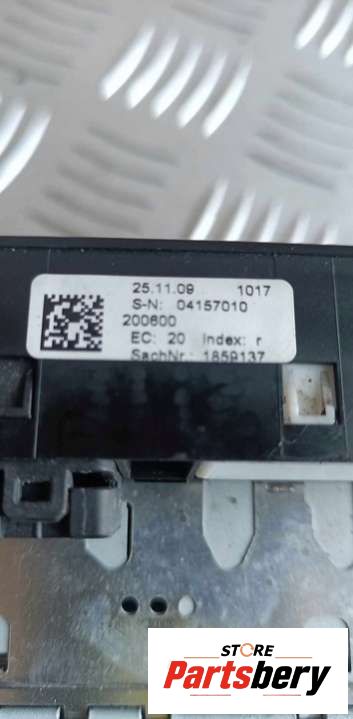 25.11.09 1017
S-N: 04157010
200600
EC: 20 Index: r
SachNr.: 1859137
STORE
Partsbery